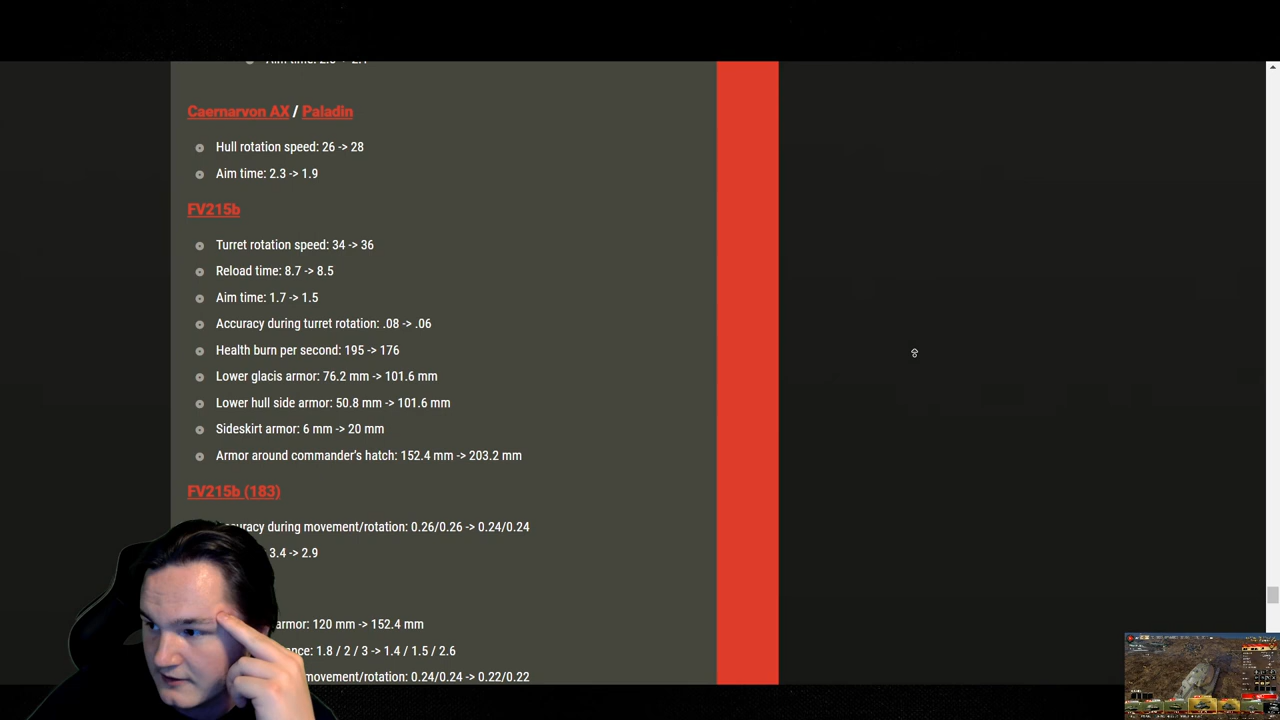 Caernarvon AX / Paladin
Hull rotation speed: 26 -> 28
Aim time: 2.3 -> 1.9
FV215b
Turret rotation speed: 34 -> 36
Reload time: 8.7 -> 8.5
Aim time: 1.7 -> 1.5
Accuracy during turret rotation: .08 -> .06
Health burn per second: 195 -> 176
Lower glacis armor: 76.2 mm -> 101.6 mm
Lower hull side armor: 50.8 mm -> 101.6 mm
Sideskirt armor: 6 mm -> 20 mm
Armor around commander's hatch: 152.4 mm -> 203.2 mm
FV215b (183)
during movement/rotation: 0.26/0.26 -> 0.24/0.24
3.4 -> 2.9
armor: 120 mm -> 152.4 mm
1.8 / 2 / 3 -> 1.4 / 1.5 / 2.6
movement/rotation: 0.24/0.24 -> 0.22/0.22